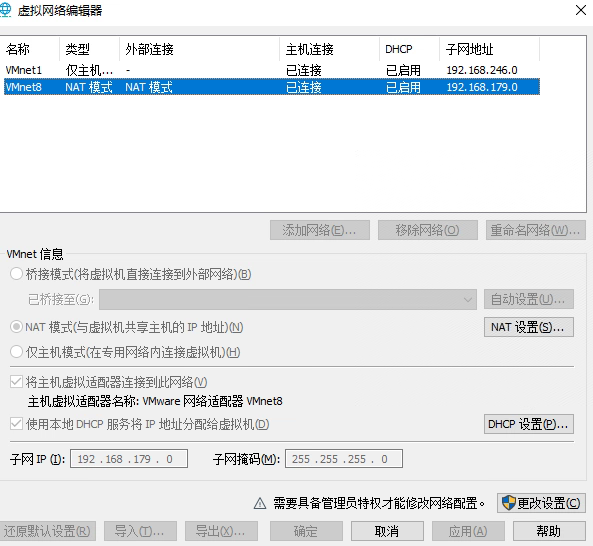 虚拟网络编辑器
名称 类型 外部连接 主机连接 DHCP 子网地址
VMnet1 仅主机... - 已连接 已启用 192.168.246.0
VMnet8 NAT 模式 NAT 模式 已连接 已启用 192.168.179.0
添加网络(E)... 移除网络(O) 重命名网络(W)...
VMnet 信息
桥接模式(将虚拟机直接连接到外部网络)(B)
已桥接至(G): 自动设置(U)...
NAT 模式(与虚拟机共享主机的 IP 地址)(N) NAT 设置(S)...
仅主机模式(在专用网络内连接虚拟机)(H)
将主机虚拟适配器连接到此网络(V)
主机虚拟适配器名称: VMware 网络适配器 VMnet8
使用本地 DHCP 服务将 IP 地址分配给虚拟机(D) DHCP 设置(P)...
子网 IP (I): 192 . 168 . 179 . 0 子网掩码(M): 255 . 255 . 255 . 0
需要具备管理员特权才能修改网络配置。 更改设置(C)
还原默认设置(R) 导入(T)... 导出(X)... 确定 取消 应用(A) 帮助